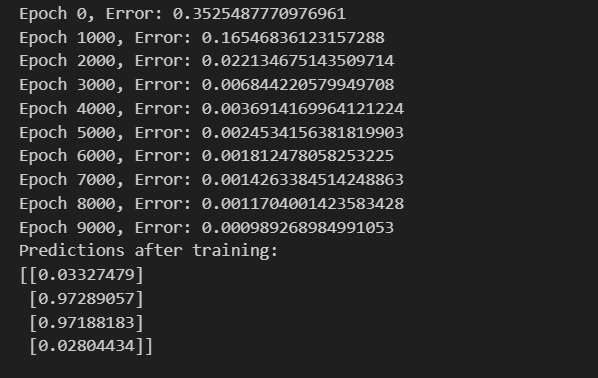 Epoch 0, Error: 0.3525487770976961
Epoch 1000, Error: 0.16546836123157288
Epoch 2000, Error: 0.022134675143509714
Epoch 3000, Error: 0.006844220579949708
Epoch 4000, Error: 0.0036914169964121224
Epoch 5000, Error: 0.0024534156381819903
Epoch 6000, Error: 0.001812478058253225
Epoch 7000, Error: 0.0014263384514248863
Epoch 8000, Error: 0.0011704001423583428
Epoch 9000, Error: 0.000989268984991053
Predictions after training:
[[0.03327479]
 [0.97289057]
 [0.97188183]
 [0.02804434]]